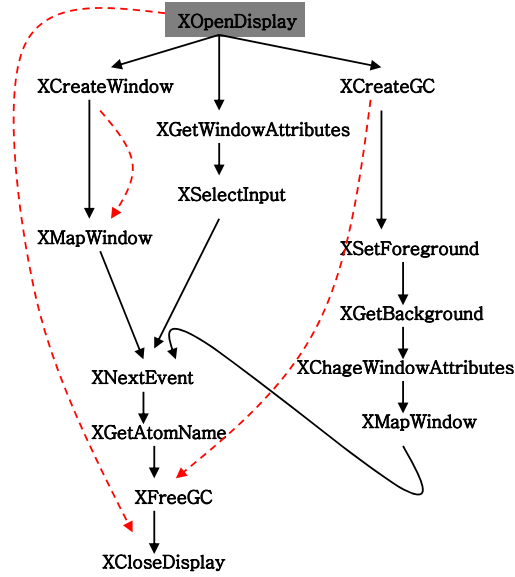 XOpenDisplay
XCreateWindow
XCreateGC
XGetWindowAttributes
XSelectInput
XMapWindow
XSetForeground
XGetBackground
XChageWindowAttributes
XNextEvent
XMapWindow
XGetAtomName
XFreeGC
XCloseDisplay